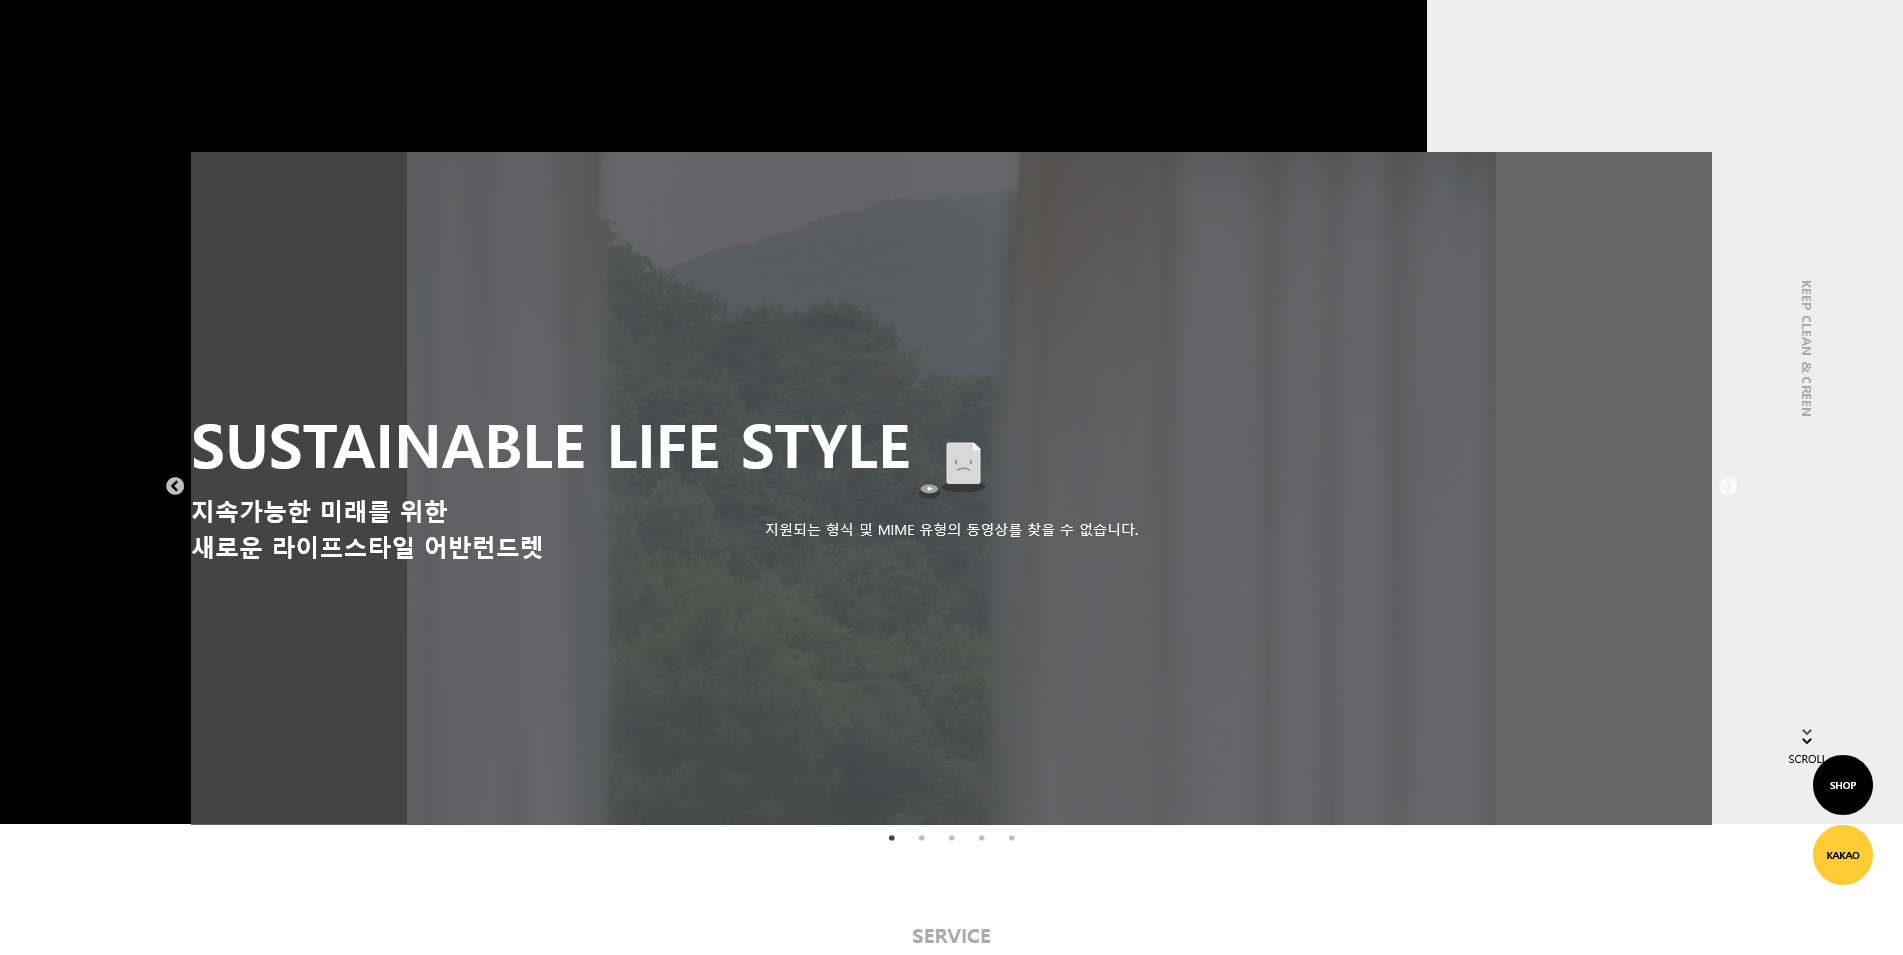 KEEP CLEAN & CREEN
SUSTAINABLE LIFE STYLE
지속가능한 미래를 위한
새로운 라이프스타일 어반런드렛
지원되는 형식 및 MIME 유형의 동영상를 찾을 수 없습니다.
SCROLL
SHOP
KAKAO
SERVICE